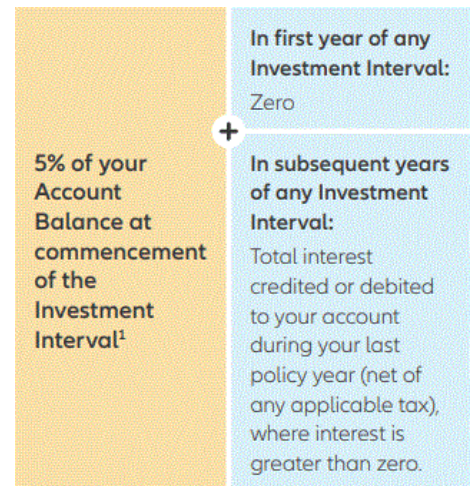 5% of your
Account
Balance at
commencement
of the
Investment
Interval¹
+
In first year of any
Investment Interval:
Zero
In subsequent years
of any Investment
Interval:
Total interest
credited or debited
to your account
during your last
policy year (net of
any applicable tax),
where interest is
greater than zero.